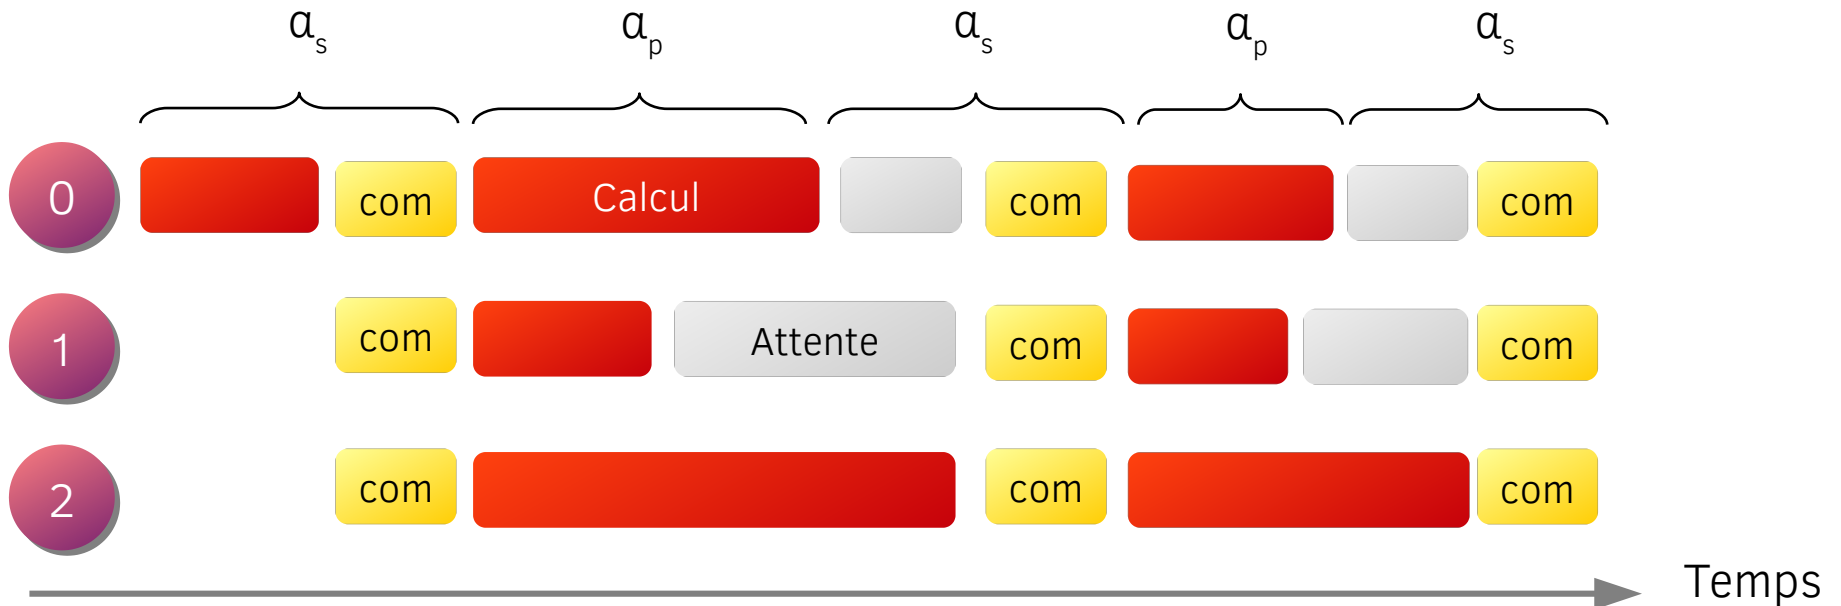 αs αp αs αp αs
0 com Calcul com com
1 com Attente com com
2 com com com
Temps